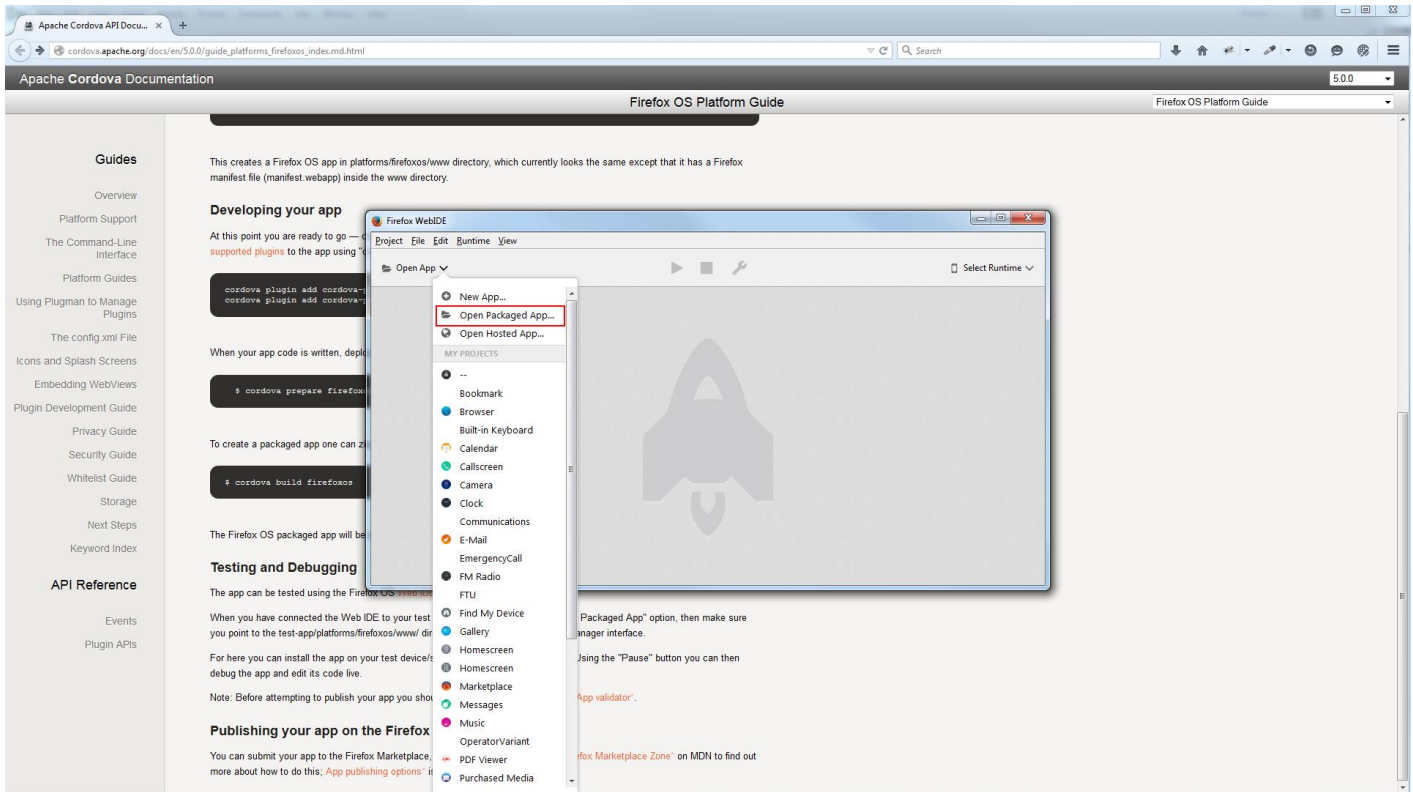 Apache Cordova API Docu...
cordova.apache.org/docs/en/5.0.0/guide_platforms_firefoxos_index.md.html
Search
Apache Cordova Documentation
5.0.0
Firefox OS Platform Guide
Firefox OS Platform Guide
Guides
Overview
Platform Support
The Command-Line
Interface
Platform Guides
Using Plugman to Manage
Plugins
The config.xml File
Icons and Splash Screens
Embedding WebViews
Plugin Development Guide
Privacy Guide
Security Guide
Whitelist Guide
Storage
Next Steps
Keyword Index
API Reference
Events
Plugin APIs
This creates a Firefox OS app in platforms/firefoxos/www directory, which currently looks the same except that it has a Firefox
manifest file (manifest.webapp) inside the www directory.
Developing your app
At this point you are ready to go —
supported plugins to the app using
cordova plugin add
cordova plugin add
When your app code is written,
$ cordova prepare
To create a packaged app one can
$ cordova build firefoxos
The Firefox OS packaged app will be
Testing and Debugging
The app can be tested using the Firefox OS Web IDE
When you have connected the Web IDE to your test Packaged App" option, then make sure
you point to the test-app/platforms/firefoxos/www/ interface.
For here you can install the app on your test Using the "Pause" button you can then
debug the app and edit its code live.
Note: Before attempting to publish your app you App validator".
Publishing your app on the Firefox
You can submit your app to the Firefox Marketplace, Marketplace Zone" on MDN to find out
more about how to do this; App publishing options"
Firefox WebIDE
Project File Edit Runtime View
Open App
Select Runtime
New App...
Open Packaged App...
Open Hosted App...
MY PROJECTS
--
Bookmark
Browser
Built-in Keyboard
Calendar
Callscreen
Camera
Clock
Communications
E-Mail
EmergencyCall
FM Radio
FTU
Find My Device
Gallery
Homescreen
Homescreen
Marketplace
Messages
Music
OperatorVariant
PDF Viewer
Purchased Media